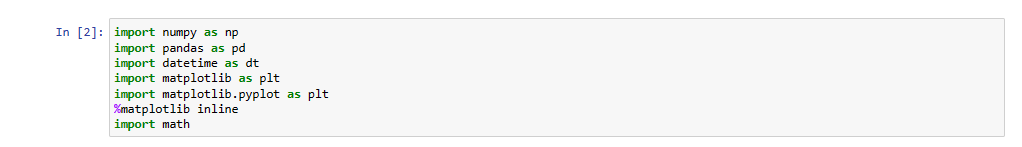 In [2]: import numpy as np
import pandas as pd
import datetime as dt
import matplotlib as plt
import matplotlib.pyplot as plt
%matplotlib inline
import math